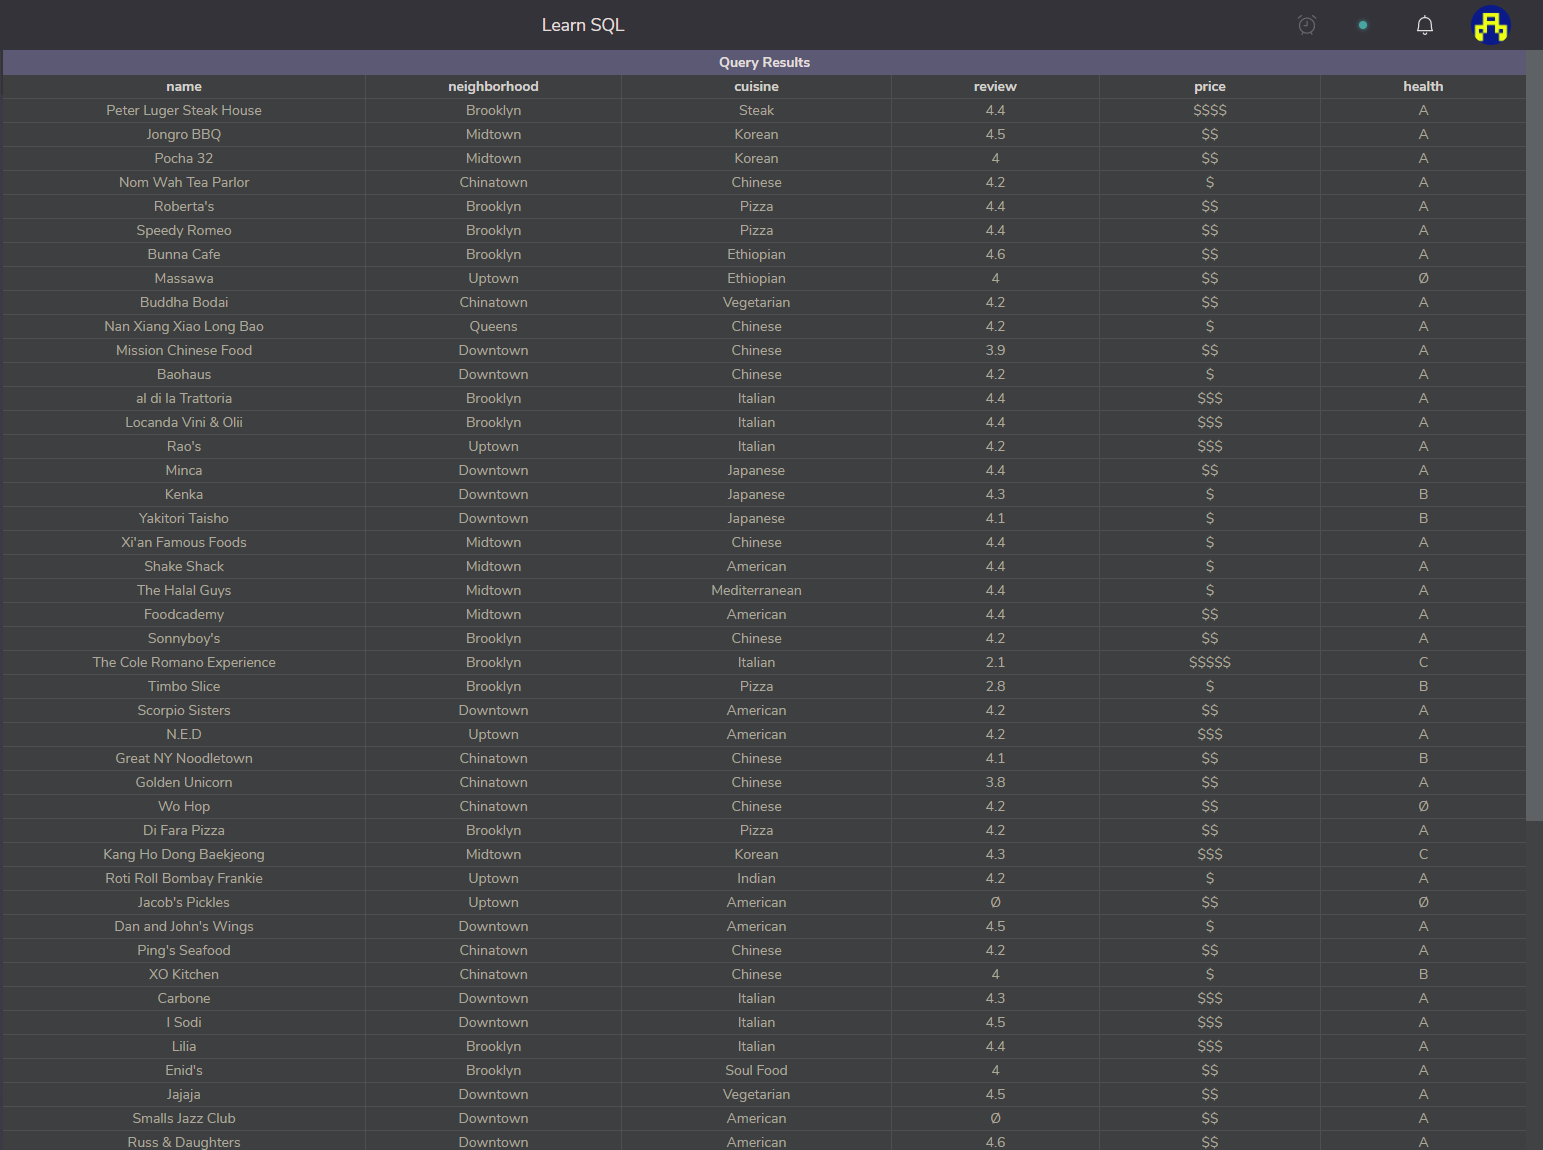 Learn SQL
Query Results
name neighborhood cuisine review price health
Peter Luger Steak House Brooklyn Steak 4.4 $$$$ A
Jongro BBQ Midtown Korean 4.5 $$ A
Pocha 32 Midtown Korean 4 $$ A
Nom Wah Tea Parlor Chinatown Chinese 4.2 $ A
Roberta's Brooklyn Pizza 4.4 $$ A
Speedy Romeo Brooklyn Pizza 4.4 $$ A
Bunna Cafe Brooklyn Ethiopian 4.6 $$ A
Massawa Uptown Ethiopian 4 $$ Ø
Buddha Bodai Chinatown Vegetarian 4.2 $$ A
Nan Xiang Xiao Long Bao Queens Chinese 4.2 $ A
Mission Chinese Food Downtown Chinese 3.9 $$ A
Baohaus Downtown Chinese 4.2 $ A
al di la Trattoria Brooklyn Italian 4.4 $$$ A
Locanda Vini & Olii Brooklyn Italian 4.4 $$$ A
Rao's Uptown Italian 4.2 $$$ A
Minca Downtown Japanese 4.4 $$ A
Kenka Downtown Japanese 4.3 $ B
Yakitori Taisho Downtown Japanese 4.1 $ B
Xi'an Famous Foods Midtown Chinese 4.4 $ A
Shake Shack Midtown American 4.4 $ A
The Halal Guys Midtown Mediterranean 4.4 $ A
Foodcademy Midtown American 4.4 $$ A
Sonnyboy's Brooklyn Chinese 4.2 $$ A
The Cole Romano Experience Brooklyn Italian 2.1 $$$$$ C
Timbo Slice Brooklyn Pizza 2.8 $ B
Scorpio Sisters Downtown American 4.2 $$ A
N.E.D Uptown American 4.2 $$$ A
Great NY Noodletown Chinatown Chinese 4.1 $$ B
Golden Unicorn Chinatown Chinese 3.8 $$ A
Wo Hop Chinatown Chinese 4.2 $$ Ø
Di Fara Pizza Brooklyn Pizza 4.2 $$ A
Kang Ho Dong Baekjeong Midtown Korean 4.3 $$$ C
Roti Roll Bombay Frankie Uptown Indian 4.2 $ A
Jacob's Pickles Uptown American Ø $$ Ø
Dan and John's Wings Downtown American 4.5 $ A
Ping's Seafood Chinatown Chinese 4.2 $$ A
XO Kitchen Chinatown Chinese 4 $ B
Carbone Downtown Italian 4.3 $$$ A
I Sodi Downtown Italian 4.5 $$$ A
Lilia Brooklyn Italian 4.4 $$$ A
Enid's Brooklyn Soul Food 4 $$ A
Jajaja Downtown Vegetarian 4.5 $$ A
Smalls Jazz Club Downtown American Ø $$ A
Russ & Daughters Downtown American 4.6 $$ A